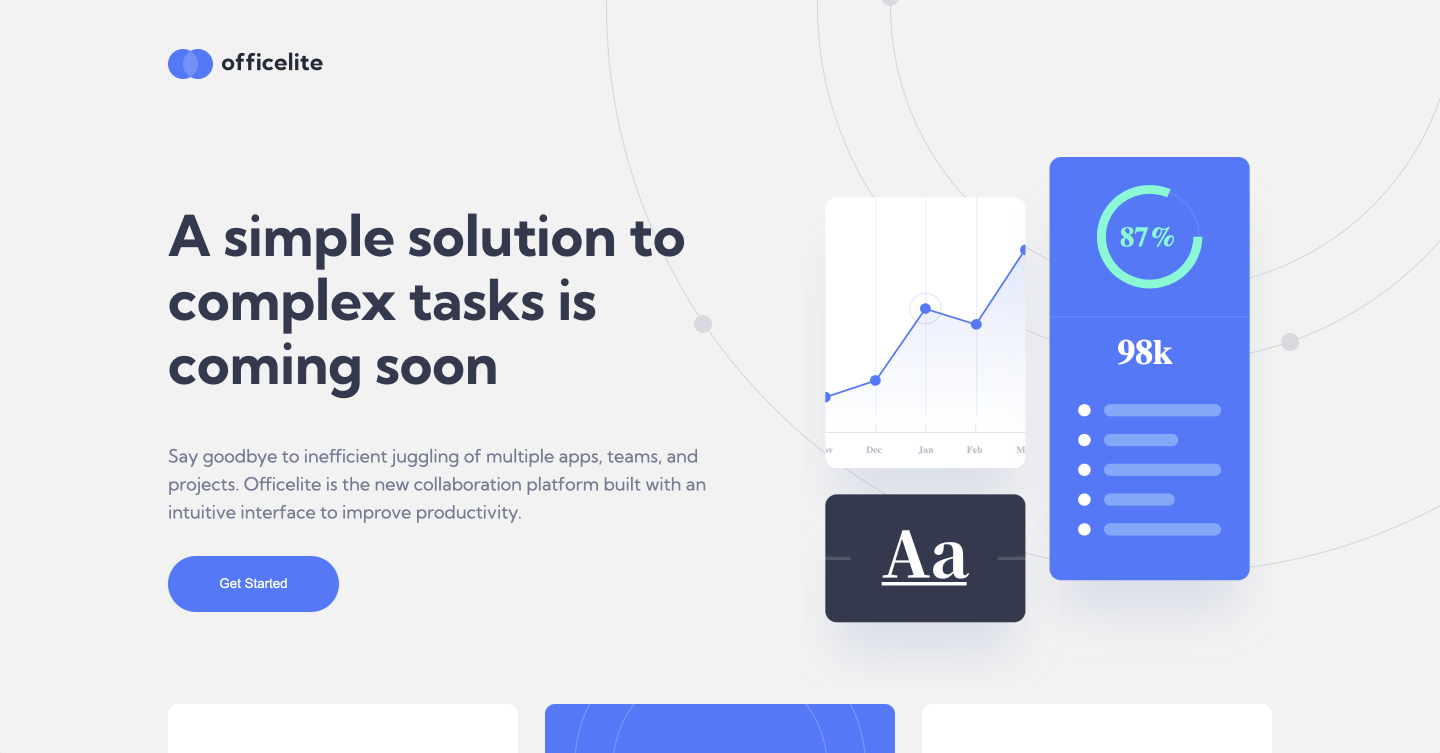 officelite
A simple solution to
complex tasks is
coming soon
Say goodbye to inefficient juggling of multiple apps, teams, and
projects. Officelite is the new collaboration platform built with an
intuitive interface to improve productivity.
Get Started
ov Dec Jan Feb M
Aa
87%
98k